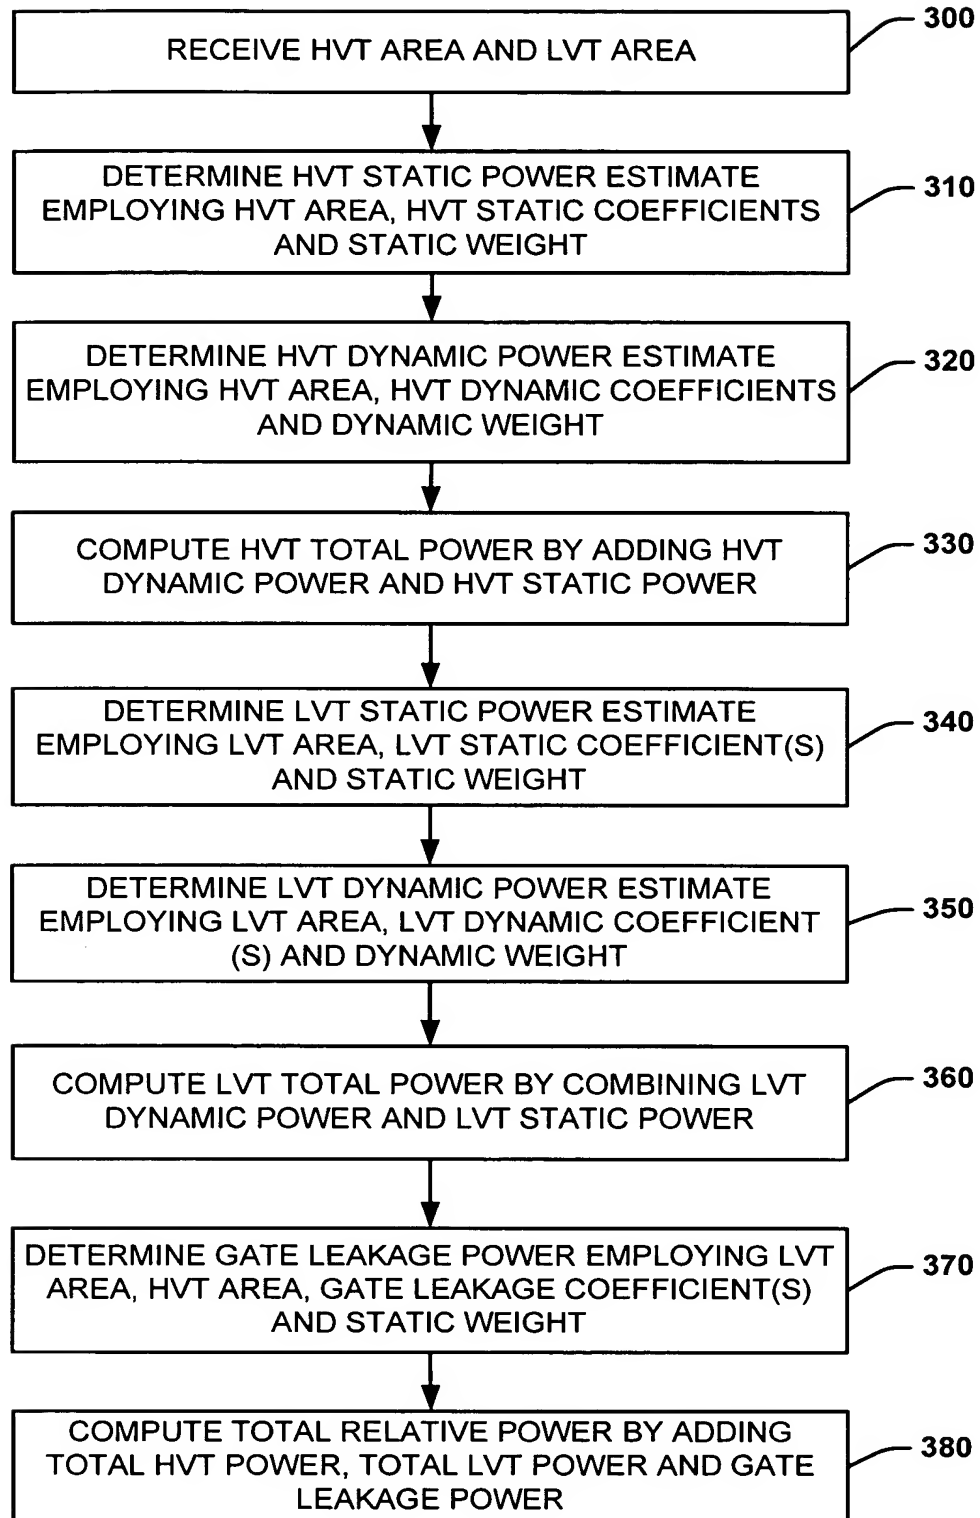 300
RECEIVE HVT AREA AND LVT AREA
310
DETERMINE HVT STATIC POWER ESTIMATE
EMPLOYING HVT AREA, HVT STATIC COEFFICIENTS
AND STATIC WEIGHT
320
DETERMINE HVT DYNAMIC POWER ESTIMATE
EMPLOYING HVT AREA, HVT DYNAMIC COEFFICIENTS
AND DYNAMIC WEIGHT
330
COMPUTE HVT TOTAL POWER BY ADDING HVT
DYNAMIC POWER AND HVT STATIC POWER
340
DETERMINE LVT STATIC POWER ESTIMATE
EMPLOYING LVT AREA, LVT STATIC COEFFICIENT(S)
AND STATIC WEIGHT
350
DETERMINE LVT DYNAMIC POWER ESTIMATE
EMPLOYING LVT AREA, LVT DYNAMIC COEFFICIENT
(S) AND DYNAMIC WEIGHT
360
COMPUTE LVT TOTAL POWER BY COMBINING LVT
DYNAMIC POWER AND LVT STATIC POWER
370
DETERMINE GATE LEAKAGE POWER EMPLOYING LVT
AREA, HVT AREA, GATE LEAKAGE COEFFICIENT(S)
AND STATIC WEIGHT
380
COMPUTE TOTAL RELATIVE POWER BY ADDING
TOTAL HVT POWER, TOTAL LVT POWER AND GATE
LEAKAGE POWER